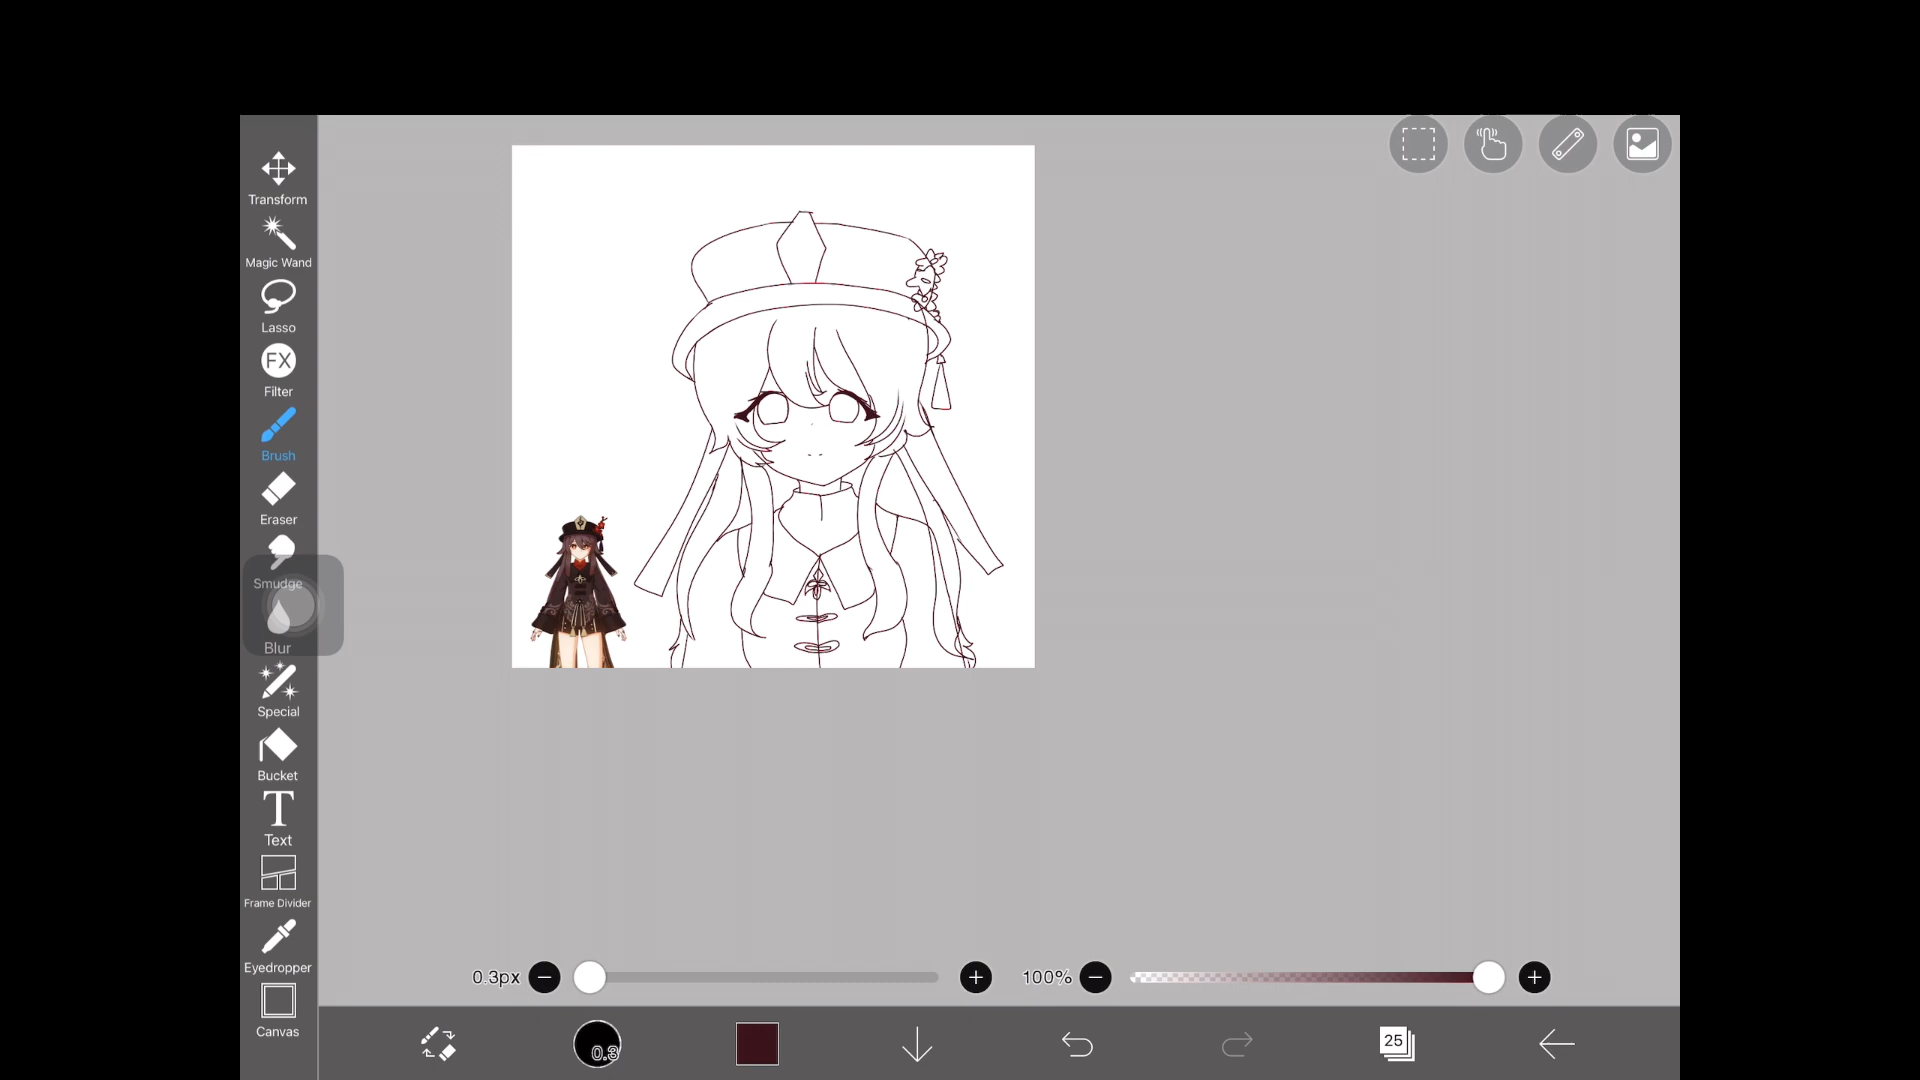 Transform
Magic Wand
Lasso
FX
Filter
Brush
Eraser
Smudge
Blur
Special
Bucket
T
Text
Frame Divider
Eyedropper
Canvas
0.3px
100%
0.3
25